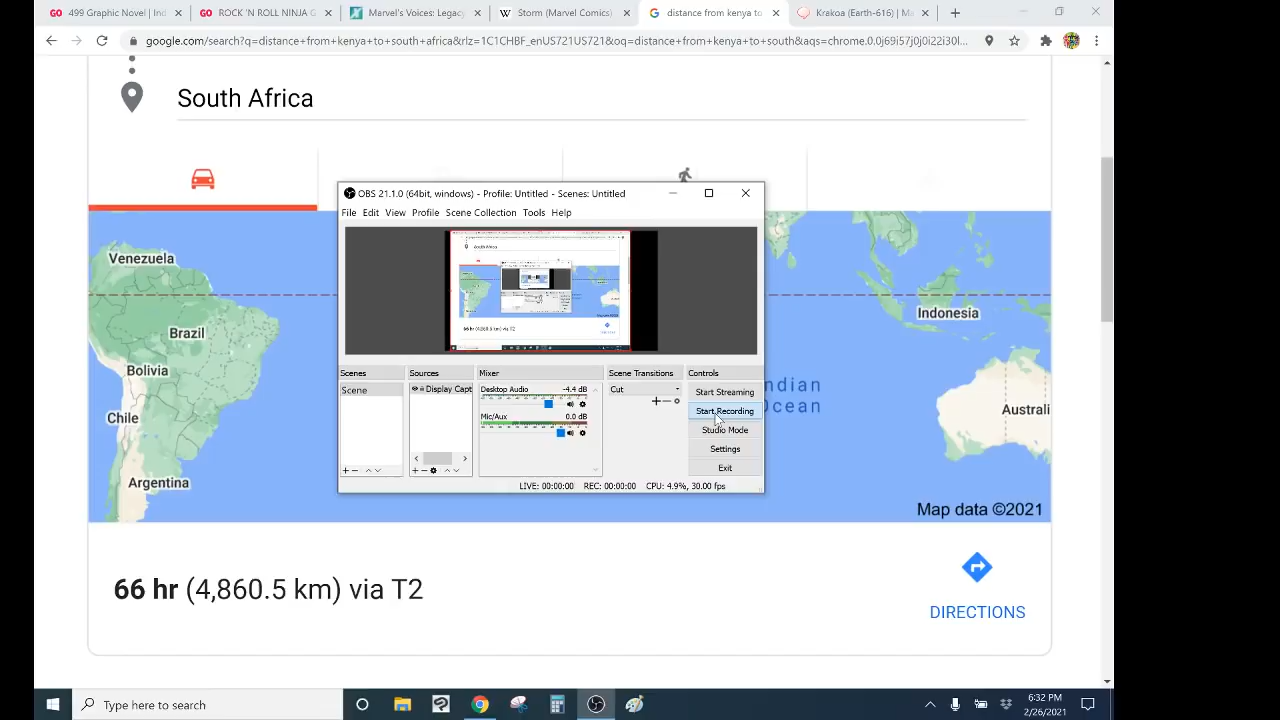 499 Graphic Novel | Ind
ROCK 'N ROLL NINJA G
Marvel's Voices: Legacy
Storm (Marvel Comics)
distance from kenya to
Krakoa (Earth-616) | Ma
google.com/search?q=distance+from+kenya+to+south+africa&rlz=1C1CHBF_enUS721US721&oq=distance+from+kenya+to+south&aqs=chrome.0.0j69i57j0j0i22i30l...
South Africa
OBS 21.1.0 (64bit, windows) - Profile: Untitled - Scenes: Untitled
File Edit View Profile Scene Collection Tools Help
Venezuela
Brazil
Bolivia
Chile
Argentina
Indonesia
Australi
ndian
Ocean
Scenes
Scene
Sources
Display Capt
Mixer
Desktop Audio -4.4 dB
Mic/Aux 0.0 dB
Scene Transitions
Cut
Controls
Start Streaming
Start Recording
Studio Mode
Settings
Exit
LIVE: 00:00:00 REC: 00:00:00 CPU: 4.9%, 30.00 fps
Map data ©2021
66 hr (4,860.5 km) via T2
DIRECTIONS
Type here to search
6:32 PM
2/26/2021